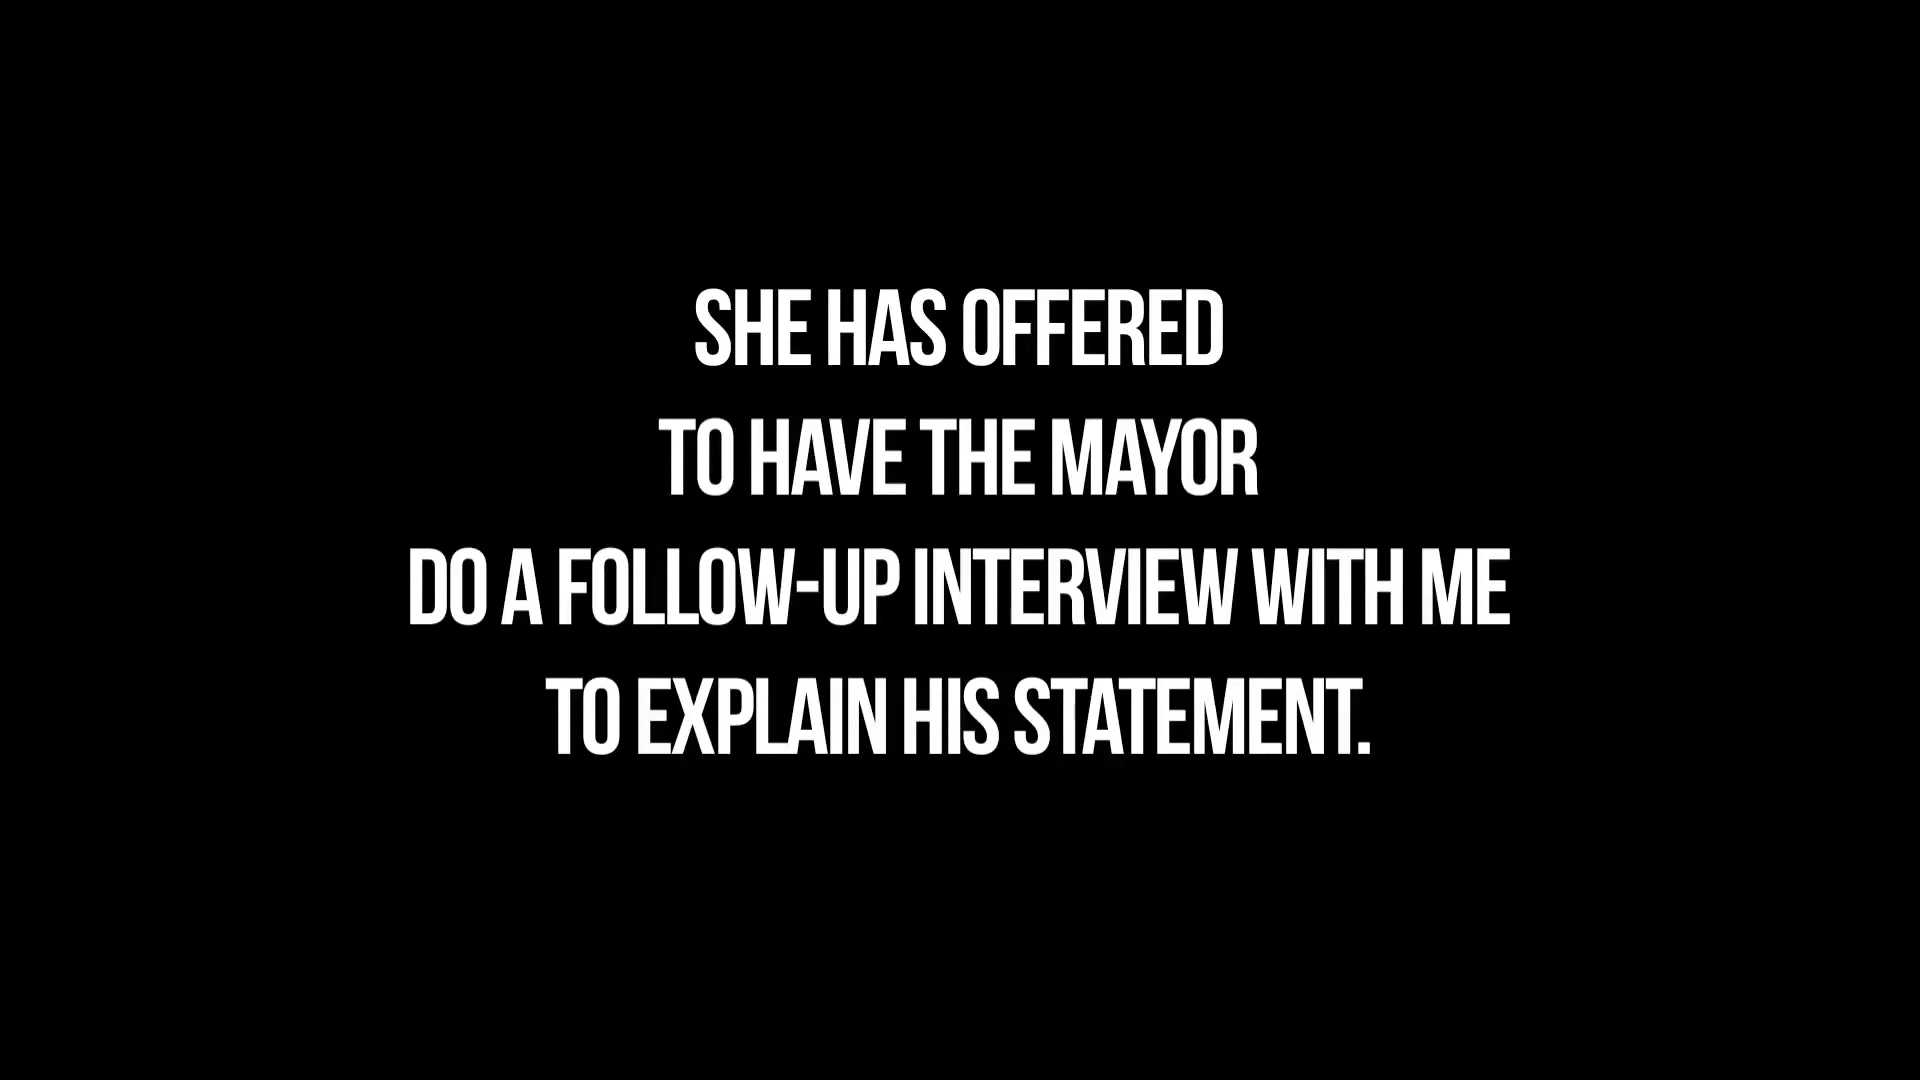 SHE HAS OFFERED
TO HAVE THE MAYOR
DO A FOLLOW-UP INTERVIEW WITH ME
TO EXPLAIN HIS STATEMENT.